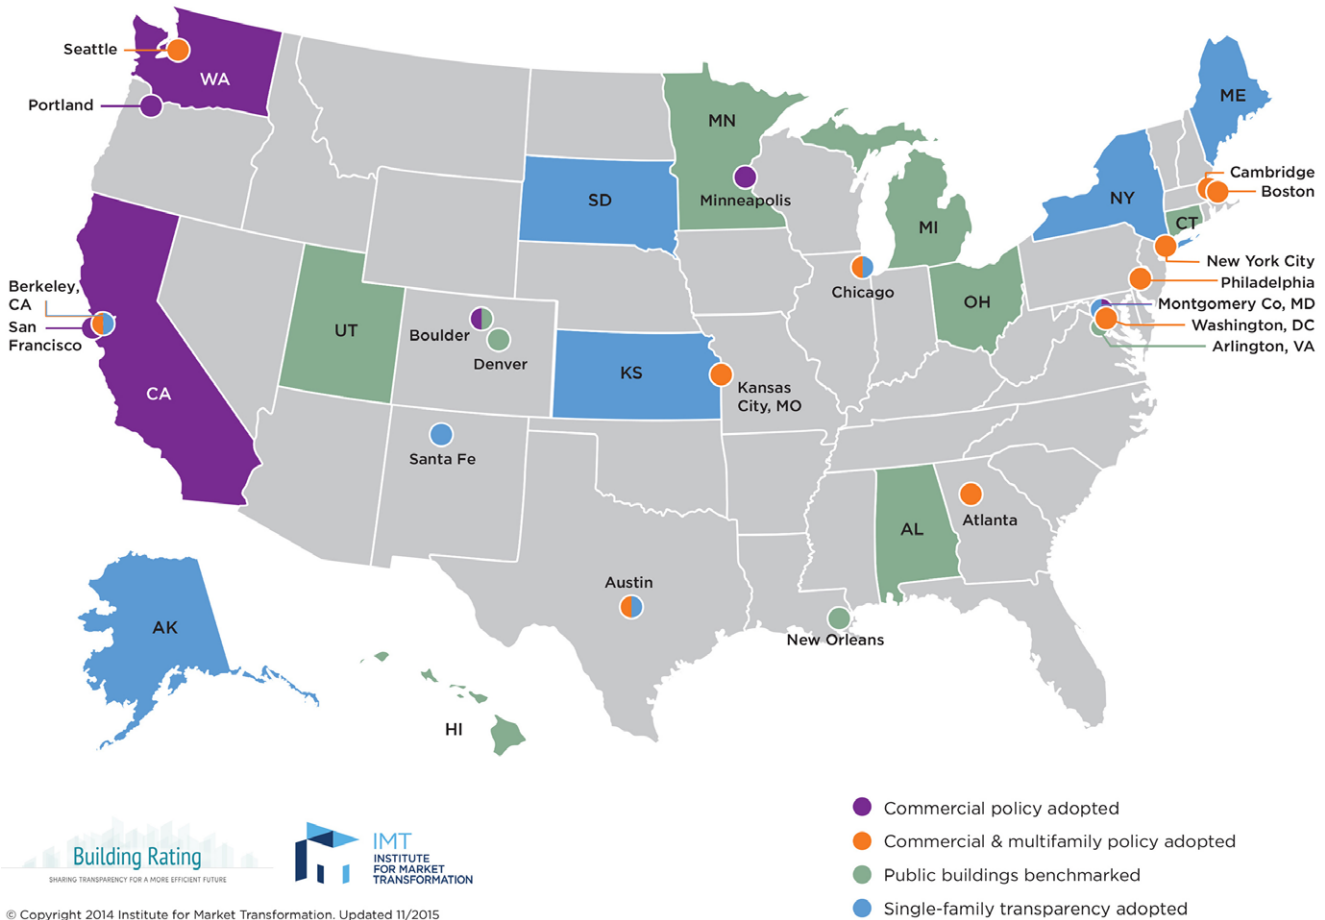 Seattle
WA
Portland
MN
ME
Cambridge
Boston
SD
Minneapolis
NY
MI
CT
New York City
Philadelphia
Montgomery Co, MD
Washington, DC
Arlington, VA
Berkeley,
CA
San
Francisco
Chicago
OH
UT
Boulder
Denver
KS
Kansas
City, MO
CA
Santa Fe
Atlanta
AL
Austin
New Orleans
AK
HI
Commercial policy adopted
Commercial & multifamily policy adopted
Public buildings benchmarked
Single-family transparency adopted
Building Rating
SHARING TRANSPARENCY FOR A MORE EFFICIENT FUTURE
IMT
INSTITUTE
FOR MARKET
TRANSFORMATION
© Copyright 2014 Institute for Market Transformation. Updated 11/2015